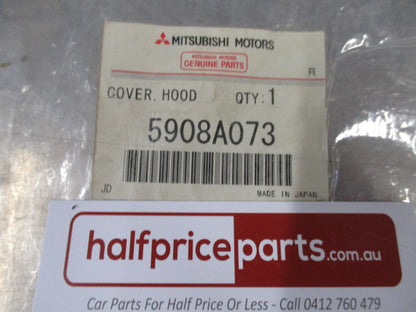 MITSUBISHI MOTORS
MITSUBISHI MOTORS
GENUINE PARTS
R
COVER, HOOD QTY:1
5908A073
JD MADE IN JAPAN
halfpriceparts.com.au
Car Parts For Half Price Or Less - Call 0412 760 479